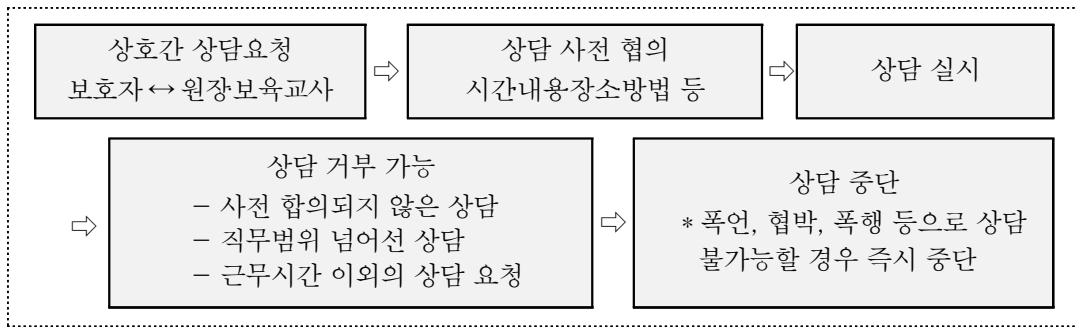 상호간 상담요청
보호자↔원장보육교사
⇨
상담 사전 협의
시간내용장소방법 등
⇨
상담 실시
⇨
상담 거부 가능
– 사전 합의되지 않은 상담
– 직무범위 넘어선 상담
– 근무시간 이외의 상담 요청
⇨
상담 중단
* 폭언, 협박, 폭행 등으로 상담
불가능할 경우 즉시 중단